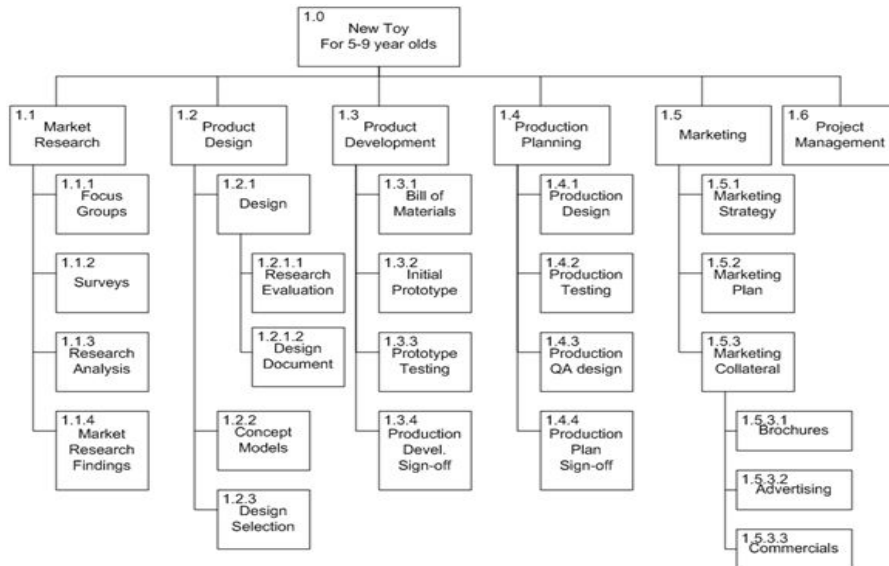 1.0
New Toy
For 5-9 year olds
1.1
Market
Research
1.2
Product
Design
1.3
Product
Development
1.4
Production
Planning
1.5
Marketing
1.6
Project
Management
1.1.1
Focus
Groups
1.1.2
Surveys
1.1.3
Research
Analysis
1.1.4
Market
Research
Findings
1.2.1
Design
1.2.1.1
Research
Evaluation
1.2.1.2
Design
Document
1.2.2
Concept
Models
1.2.3
Design
Selection
1.3.1
Bill of
Materials
1.3.2
Initial
Prototype
1.3.3
Prototype
Testing
1.3.4
Production
Devel.
Sign-off
1.4.1
Production
Design
1.4.2
Production
Testing
1.4.3
Production
QA design
1.4.4
Production
Plan
Sign-off
1.5.1
Marketing
Strategy
1.5.2
Marketing
Plan
1.5.3
Marketing
Collateral
1.5.3.1
Brochures
1.5.3.2
Advertising
1.5.3.3
Commercials